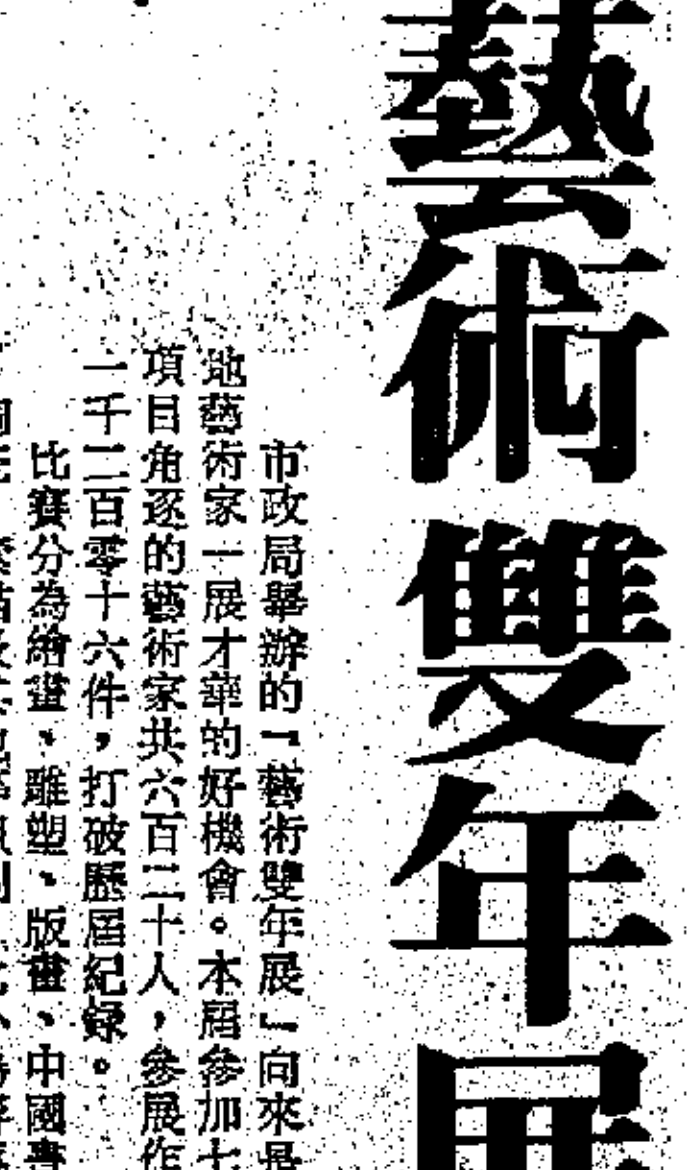 藝術雙年展
市政局舉辦的「藝術雙年展」向來是
地藝術家一展才華的好機會。本屆參加七
項目角逐的藝術家共六百二十人，參展作
一千二百零十六件，打破歷屆紀錄。
比賽分為繪畫、雕塑、版畫、中國書